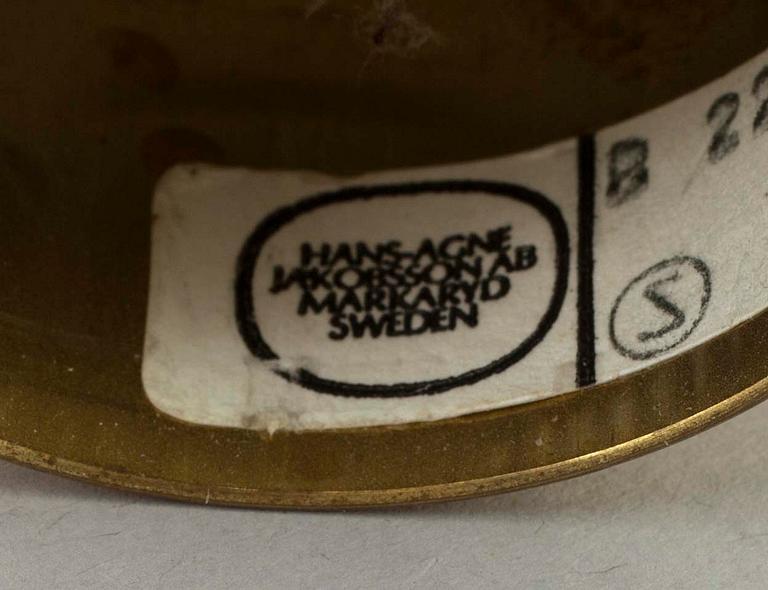 HANS-AGNE
JAKOBSSON AB
MARKARYD
SWEDEN
B 22
S